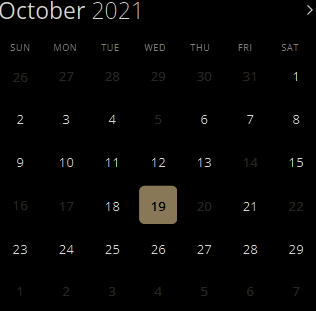 October 2021 >
SUN MON TUE WED THU FRI SAT
26 27 28 29 30 31 1
2 3 4 5 6 7 8
9 10 11 12 13 14 15
16 17 18 19 20 21 22
23 24 25 26 27 28 29
1 2 3 4 5 6 7